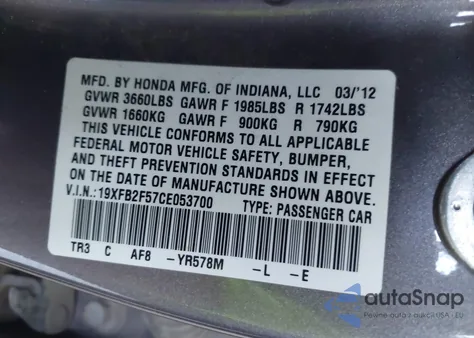 MFD. BY HONDA MFG. OF INDIANA, LLC 03/'12
GVWR 3660LBS GAWR F 1985LBS R 1742LBS
GVWR 1660KG GAWR F 900KG R 790KG
THIS VEHICLE CONFORMS TO ALL APPLICABLE
FEDERAL MOTOR VEHICLE SAFETY, BUMPER,
AND THEFT PREVENTION STANDARDS IN EFFECT
ON THE DATE OF MANUFACTURE SHOWN ABOVE.
V.I.N.: 19XFB2F57CE053700 TYPE: PASSENGER CAR
TR3 C AF8 -YR578M -L -E
autoSnap